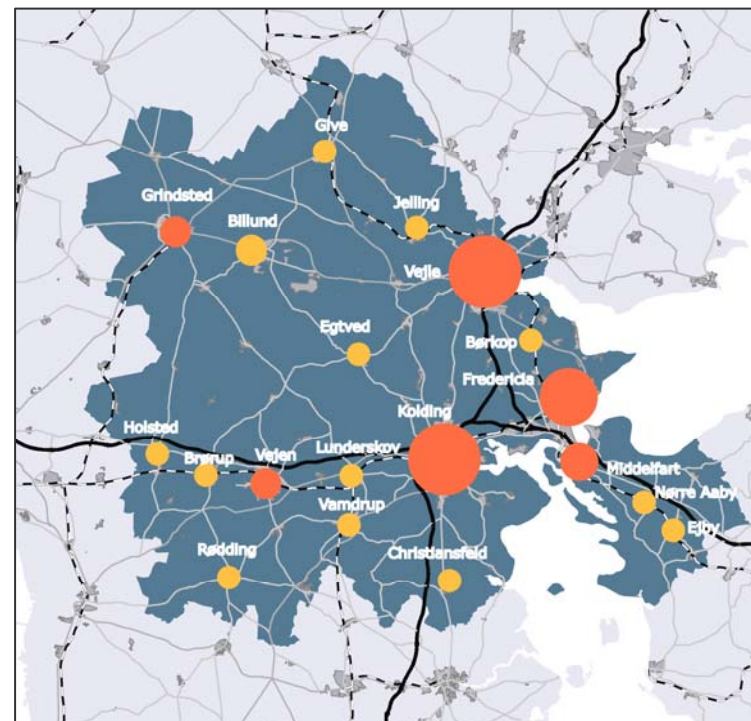 Give
Grindsted
Jelling
Billund
Vejle
Egtved
Børkop
Fredericia
Kolding
Holsted
Brørup
Vejen
Lunderskov
Middelfart
Nørre Aaby
Vamdrup
Ejby
Rødding
Christiansfeld